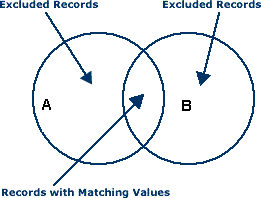 Excluded Records
Excluded Records
A
B
Records with Matching Values